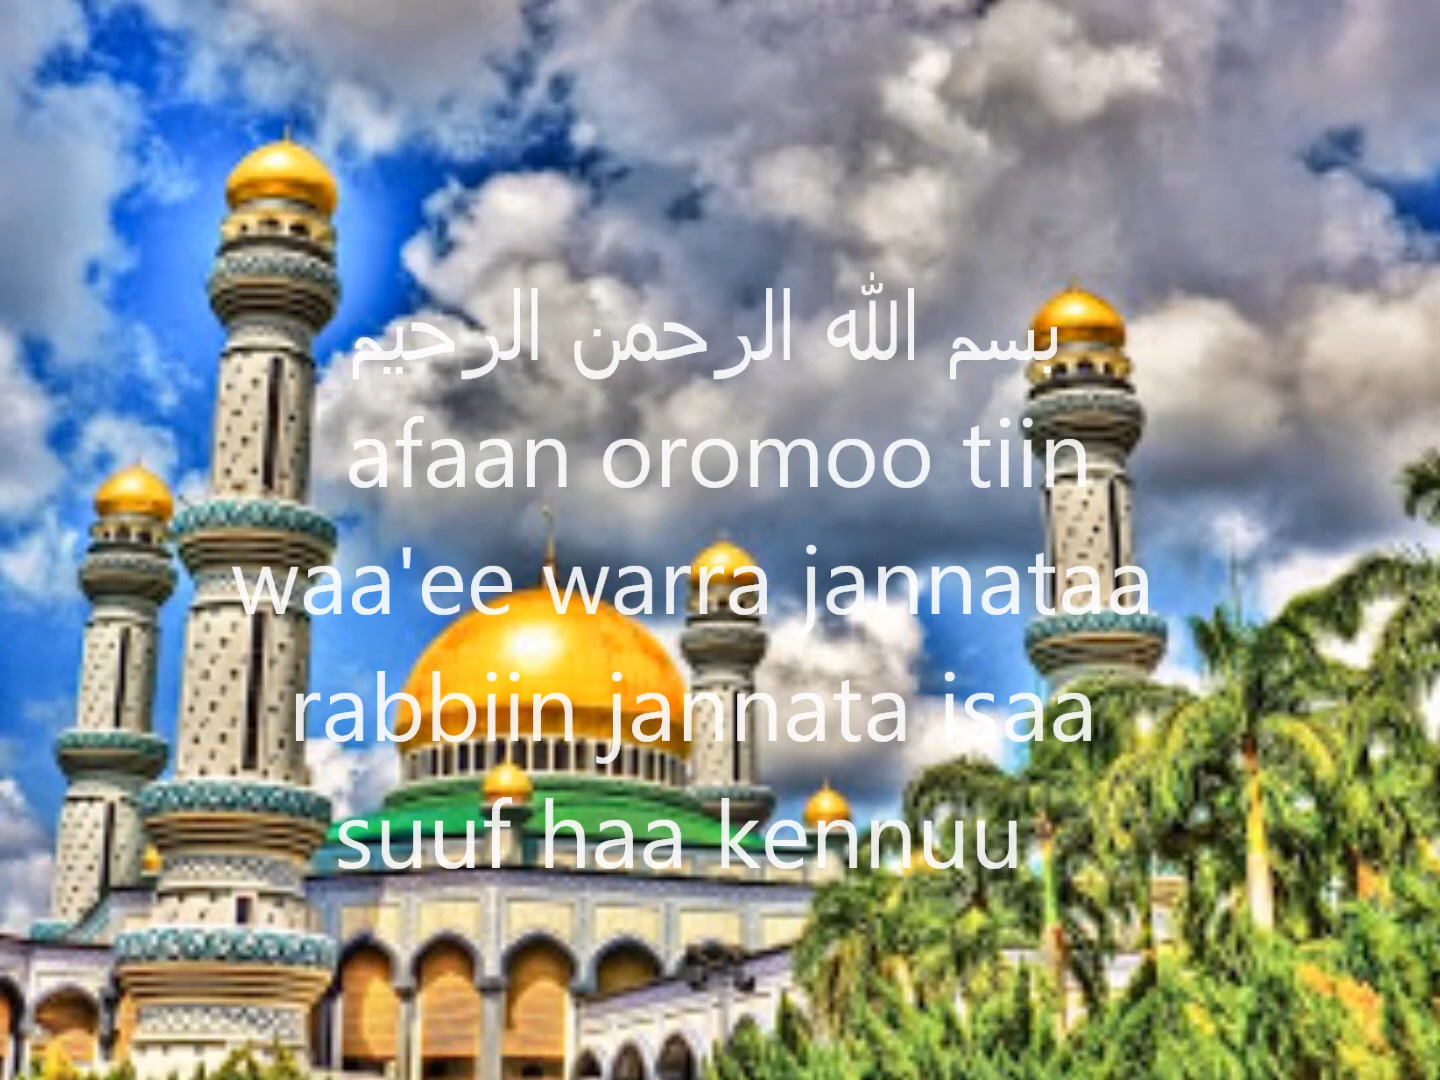 بسم الله الرحمن الرحيم
afaan oromoo tiin
waa'ee warra jannataa
rabbiin jannata isaa
suuf haa kennuu